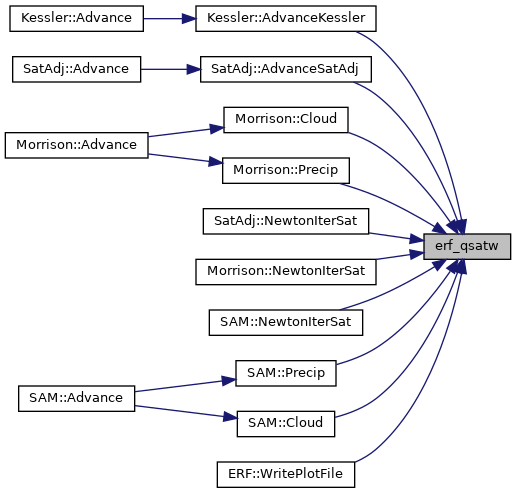 Kessler::Advance
Kessler::AdvanceKessler
SatAdj::Advance
SatAdj::AdvanceSatAdj
Morrison::Cloud
Morrison::Advance
Morrison::Precip
SatAdj::NewtonIterSat
erf_qsatw
Morrison::NewtonIterSat
SAM::NewtonIterSat
SAM::Precip
SAM::Advance
SAM::Cloud
ERF::WritePlotFile